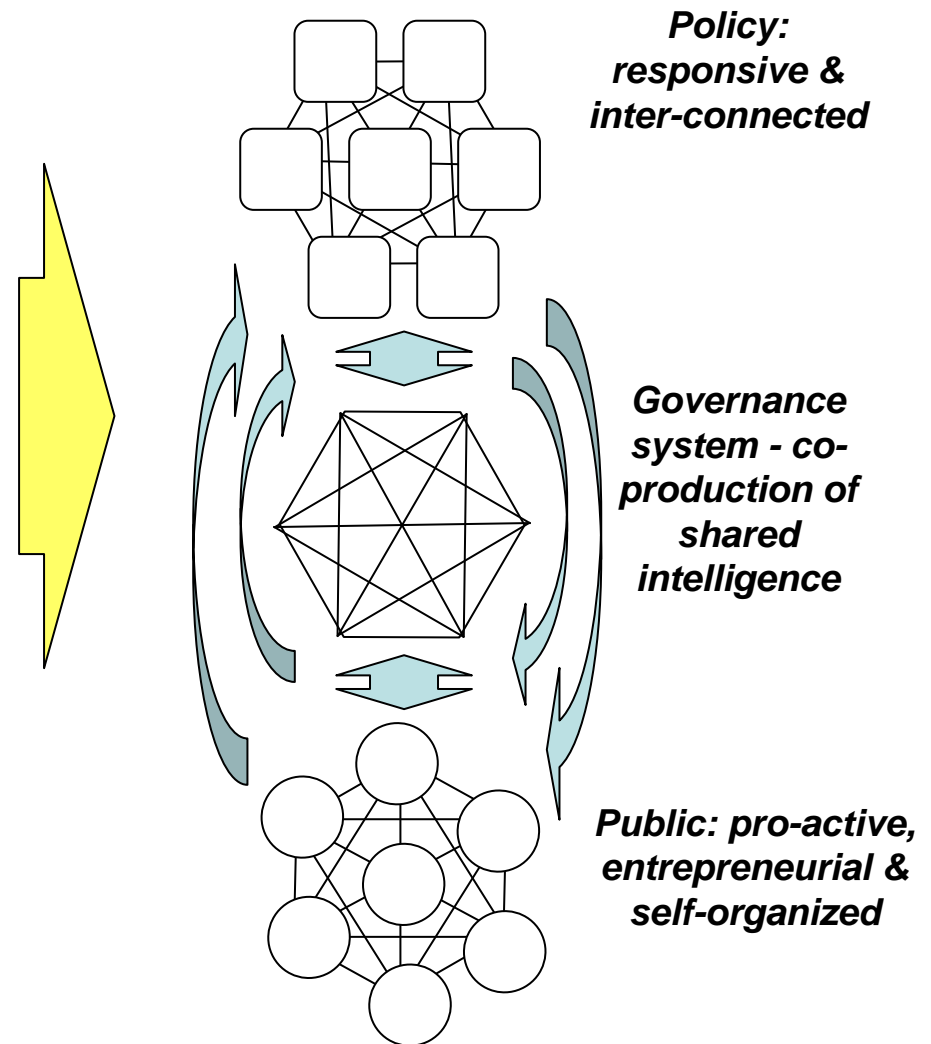 Policy:
responsive &
inter-connected
Governance
system - co-
production of
shared
intelligence
Public: pro-active,
entrepreneurial &
self-organized